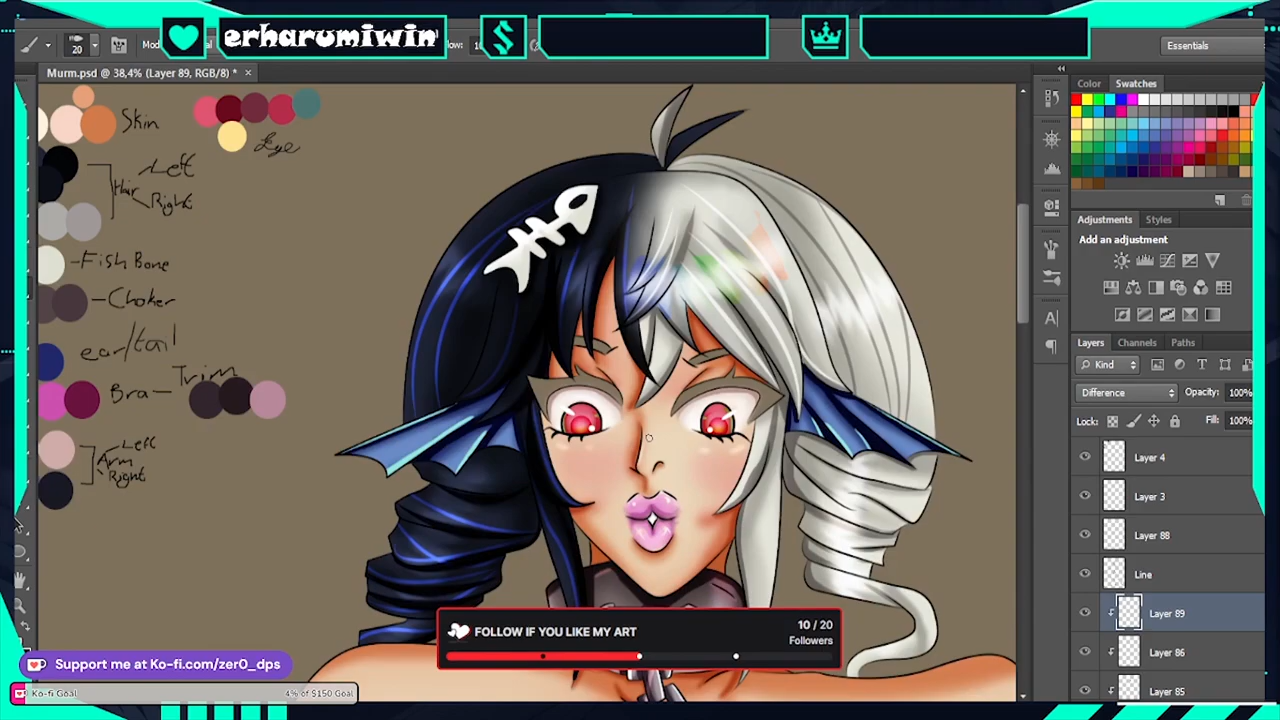 erharumiwin
20
Mod
Essentials
Murm.psd @ 38,4% (Layer 89, RGB/8) *
Color
Swatches
Skin
Eye
Left
Hair
Right
-Fish Bone
-Choker
ear/tail
Bra
Trim
Left
Arm
Right
Adjustments
Styles
Add an adjustment
Layers
Channels
Paths
Kind
Difference
Opacity: 100%
Lock:
Fill: 100%
Layer 4
Layer 3
Layer 88
Line
Layer 89
Layer 86
Layer 85
FOLLOW IF YOU LIKE MY ART
10 / 20
Followers
Support me at Ko-fi.com/zer0_dps
Ko-fi Goal
4% of $150 Goal